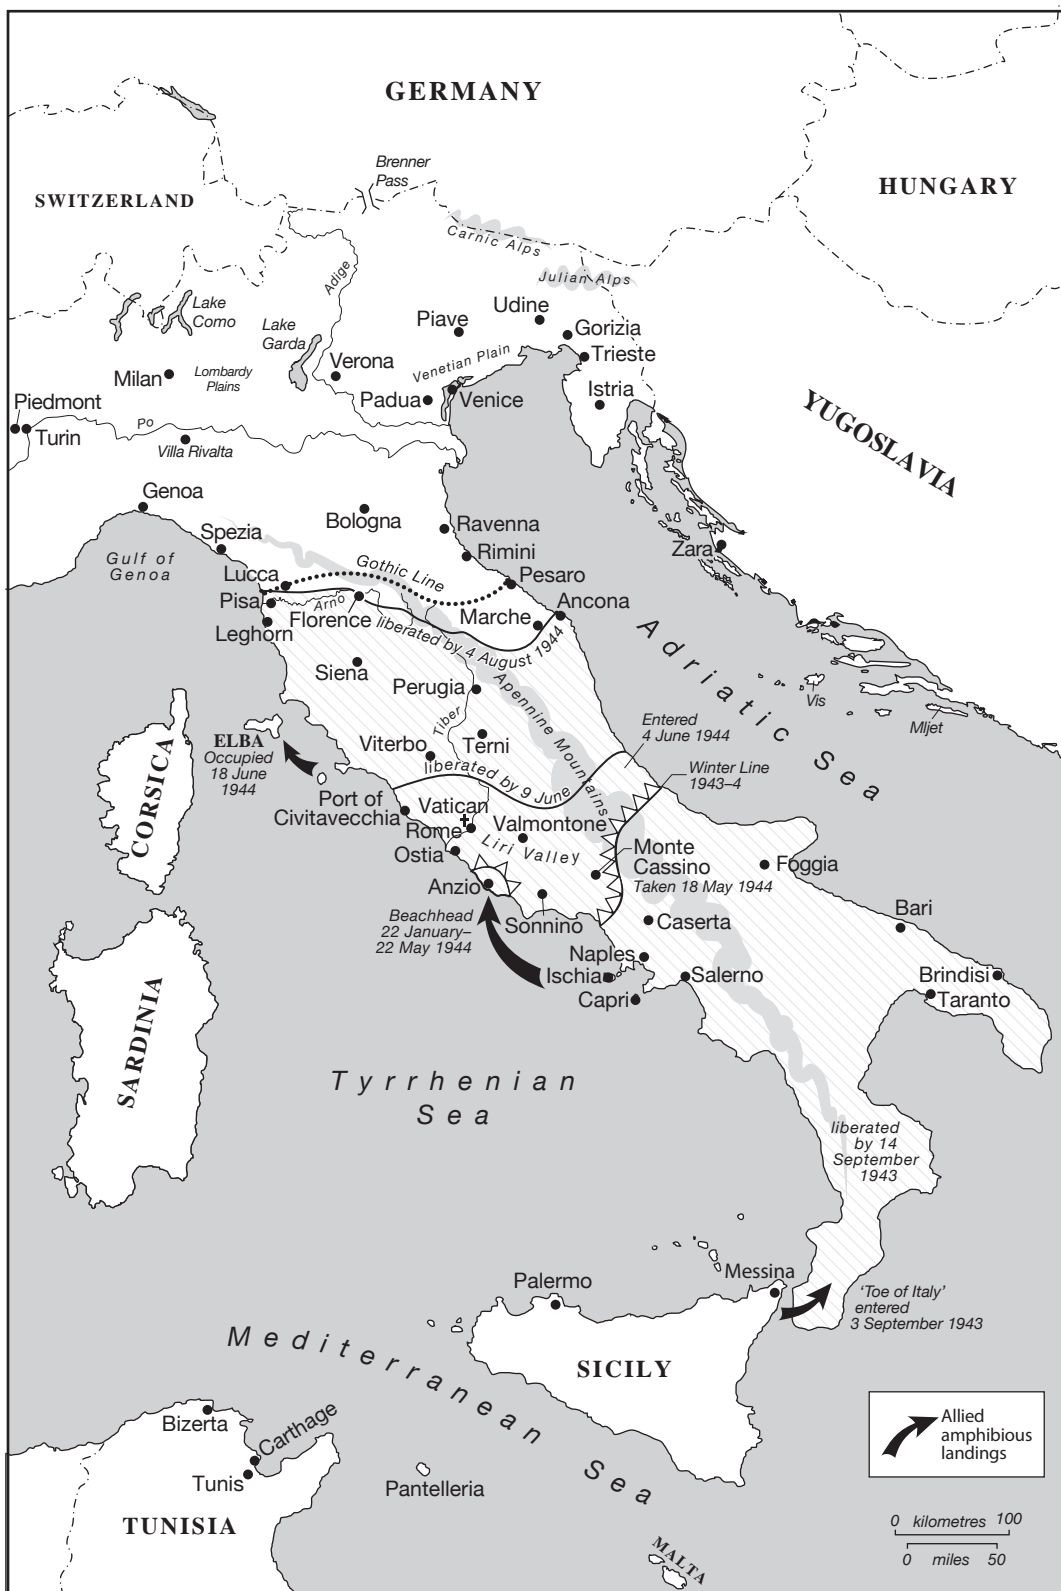 GERMANY
Brenner
Pass
SWITZERLAND
HUNGARY
Carnic Alps
Julian Alps
Adige
Lake
Como
Lake
Garda
Udine
Piave
Gorizia
Trieste
Verona
Venetian Plain
Milan
Lombardy
Plains
Istria
Padua
Venice
YUGOSLAVIA
Piedmont
Turin
Po
Villa Rivalta
Genoa
Bologna
Ravenna
Spezia
Zara
Gulf of
Genoa
Rimini
Gothic Line
Lucca
Pesaro
Pisa
Arno
Ancona
Florence
Marche
Leghorn
liberated by 4 August 1944
Adriatic Sea
Siena
Perugia
Apennine Mountains
Vis
Mljet
Tiber
Entered
4 June 1944
ELBA
Occupied
18 June
1944
Viterbo
Terni
CORSICA
liberated by 9 June
Winter Line
1943–4
Port of
Civitavecchia
Vatican
Rome
Valmontone
Liri Valley
Ostia
Monte
Cassino
Taken 18 May 1944
Foggia
Anzio
Beachhead
22 January–
22 May 1944
Sonnino
Caserta
Bari
Naples
Ischia
Salerno
Brindisi
Capri
Taranto
SARDINIA
Tyrrhenian
Sea
liberated
by 14
September
1943
Messina
Palermo
'Toe of Italy'
entered
3 September 1943
Mediterranean Sea
SICILY
Bizerta
Carthage
Allied
amphibious
landings
Tunis
Pantelleria
TUNISIA
0 kilometres 100
0 miles 50
MALTA